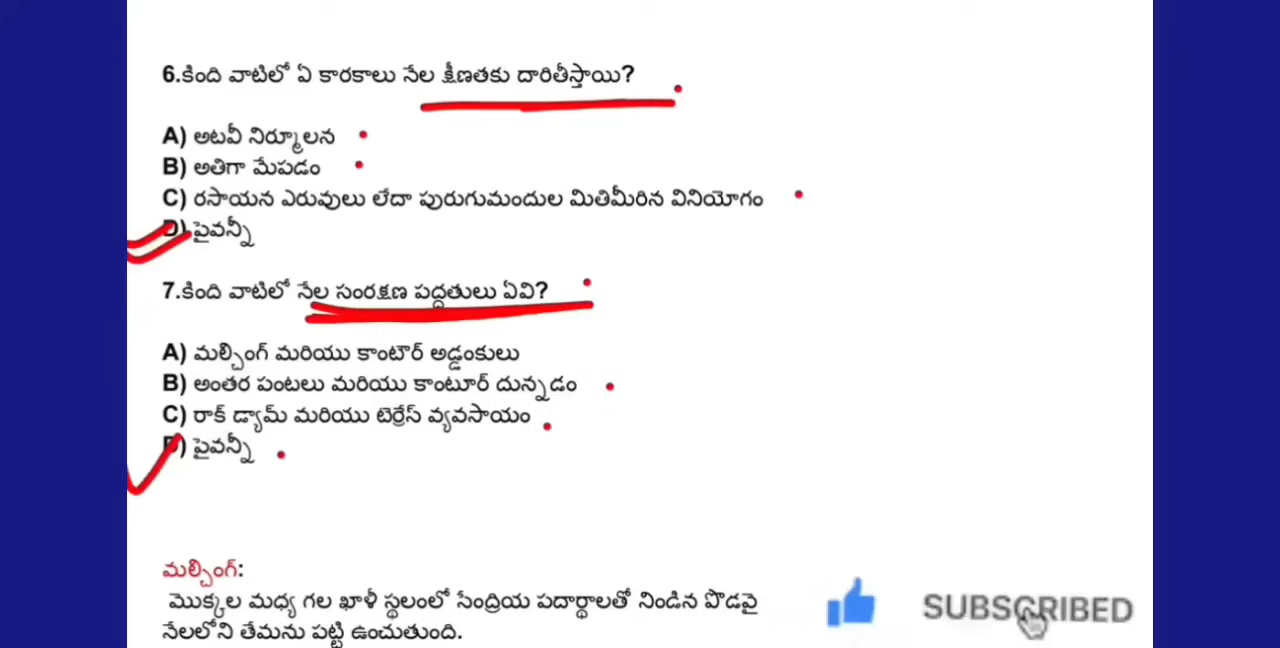 6.కింది వాటిలో ఏ కారకాలు నేల క్షీణతకు దారితీస్తాయి?
A) అటవీ నిర్మూలన
B) అతిగా మేపడం
C) రసాయన ఎరువులు లేదా పురుగుమందుల మితిమీరిన వినియోగం
D) పైవన్నీ
7.కింది వాటిలో నేల సంరక్షణ పద్ధతులు ఏవి?
A) మల్చింగ్ మరియు కాంటౌర్ అడ్డంకులు
B) అంతర పంటలు మరియు కాంటూర్ దున్నడం
C) రాక్ డ్యామ్ మరియు టెర్రేస్ వ్యవసాయం
D) పైవన్నీ
మల్చింగ్:
మొక్కల మధ్య గల ఖాళీ స్థలంలో సేంద్రియ పదార్థాలతో నిండిన పొడవై
నేలలోని తేమను పట్టి ఉంచుతుంది.
SUBSCRIBED